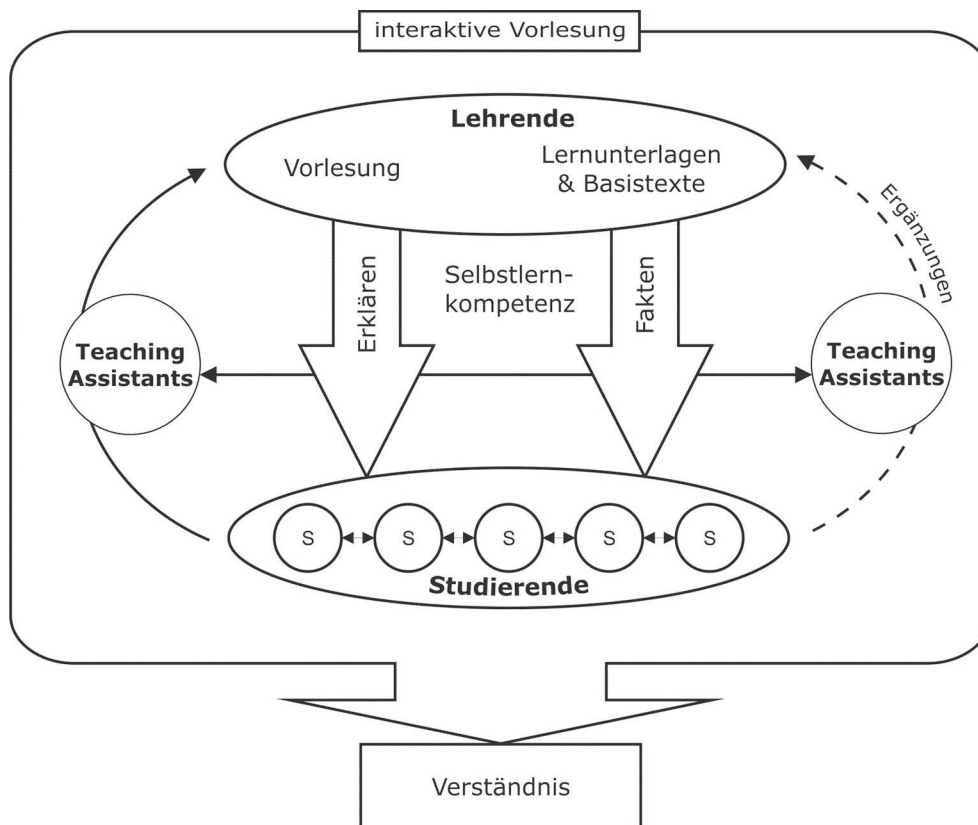 interaktive Vorlesung
Lehrende
Vorlesung
Lernunterlagen
& Basistexte
Ergänzungen
Erklären
Selbstlern-
kompetenz
Fakten
Teaching
Assistants
Teaching
Assistants
S
S
S
S
S
Studierende
Verständnis